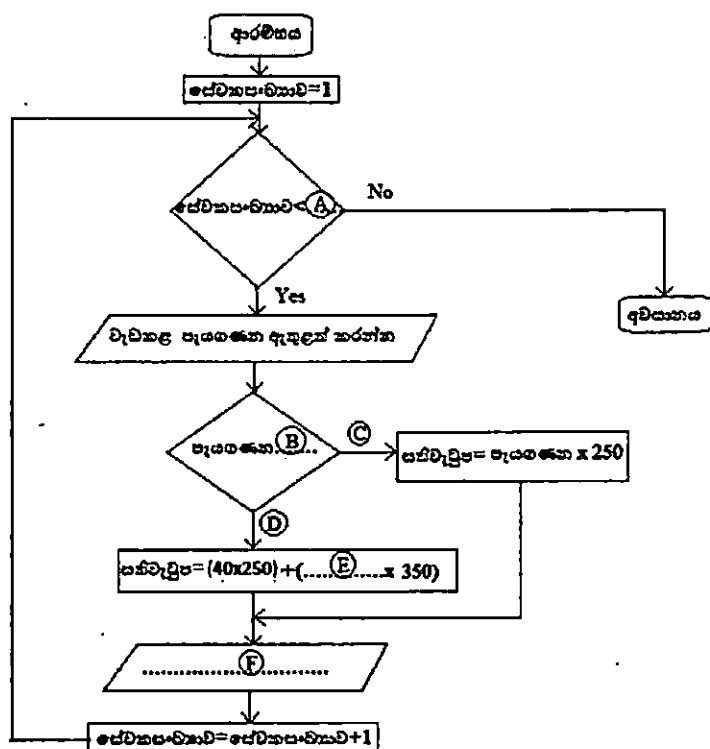 ආරම්භය
සේවකසංඛ්‍යාව=1
සේවකසංඛ්‍යාව<Ⓐ
No
Yes
අවසානය
වැඩකළ පැයගණන ඇතුළත් කරන්න
පැයගණන Ⓑ......
Ⓒ
සතිවැටුප= පැයගණන x 250
Ⓓ
සතිවැටුප= (40x250) +(......Ⓔ......x 350)
............Ⓕ............
සේවකසංඛ්‍යාව=සේවකසංඛ්‍යාව+1